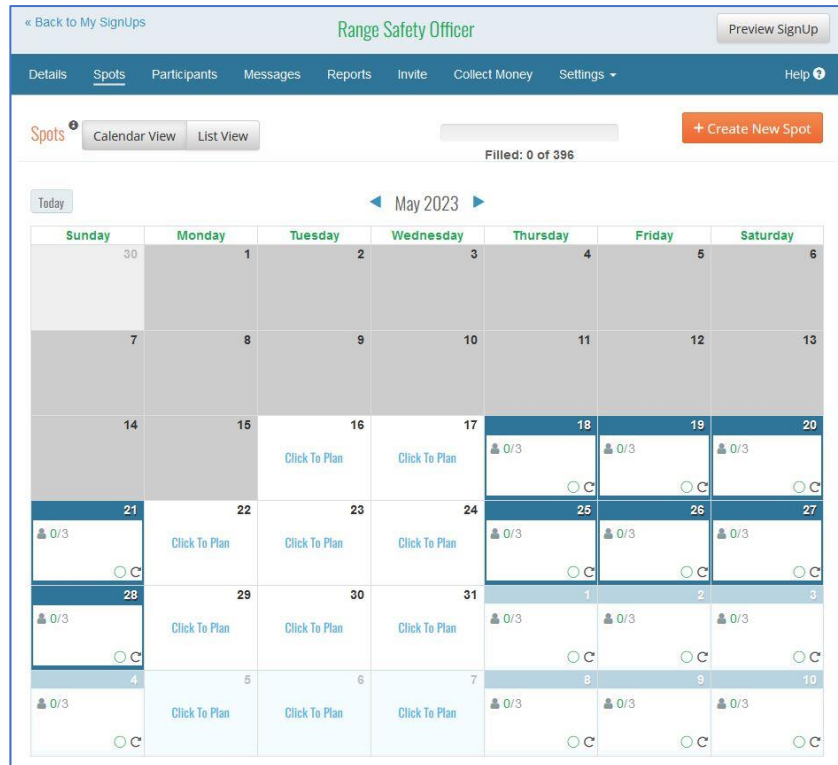 « Back to My SignUps Range Safety Officer Preview SignUp
Details Spots Participants Messages Reports Invite Collect Money Settings Help ?
Spots Calendar View List View + Create New Spot
Filled: 0 of 396
Today May 2023
Sunday Monday Tuesday Wednesday Thursday Friday Saturday
30 1 2 3 4 5 6
7 8 9 10 11 12 13
14 15 16 17 18 19 20
Click To Plan Click To Plan 0/3 0/3 0/3
21 22 23 24 25 26 27
0/3 Click To Plan Click To Plan Click To Plan 0/3 0/3 0/3
28 29 30 31 1 2 3
0/3 Click To Plan Click To Plan Click To Plan 0/3 0/3 0/3
4 5 6 7 8 9 10
0/3 Click To Plan Click To Plan Click To Plan 0/3 0/3 0/3